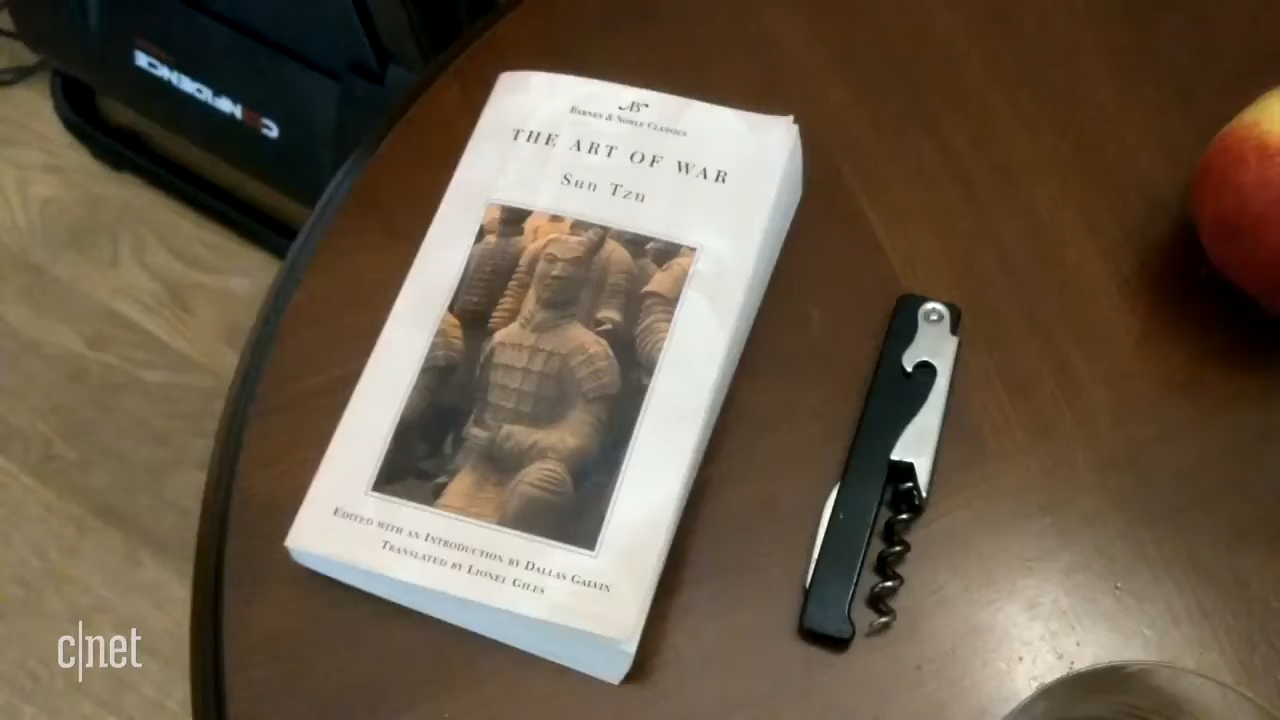 CONFIDENCE
BARNES & NOBLE CLASSICS
THE ART OF WAR
Sun Tzu
EDITED WITH AN INTRODUCTION BY DALLAS GALVIN
TRANSLATED BY LIONEL GILES
c|net